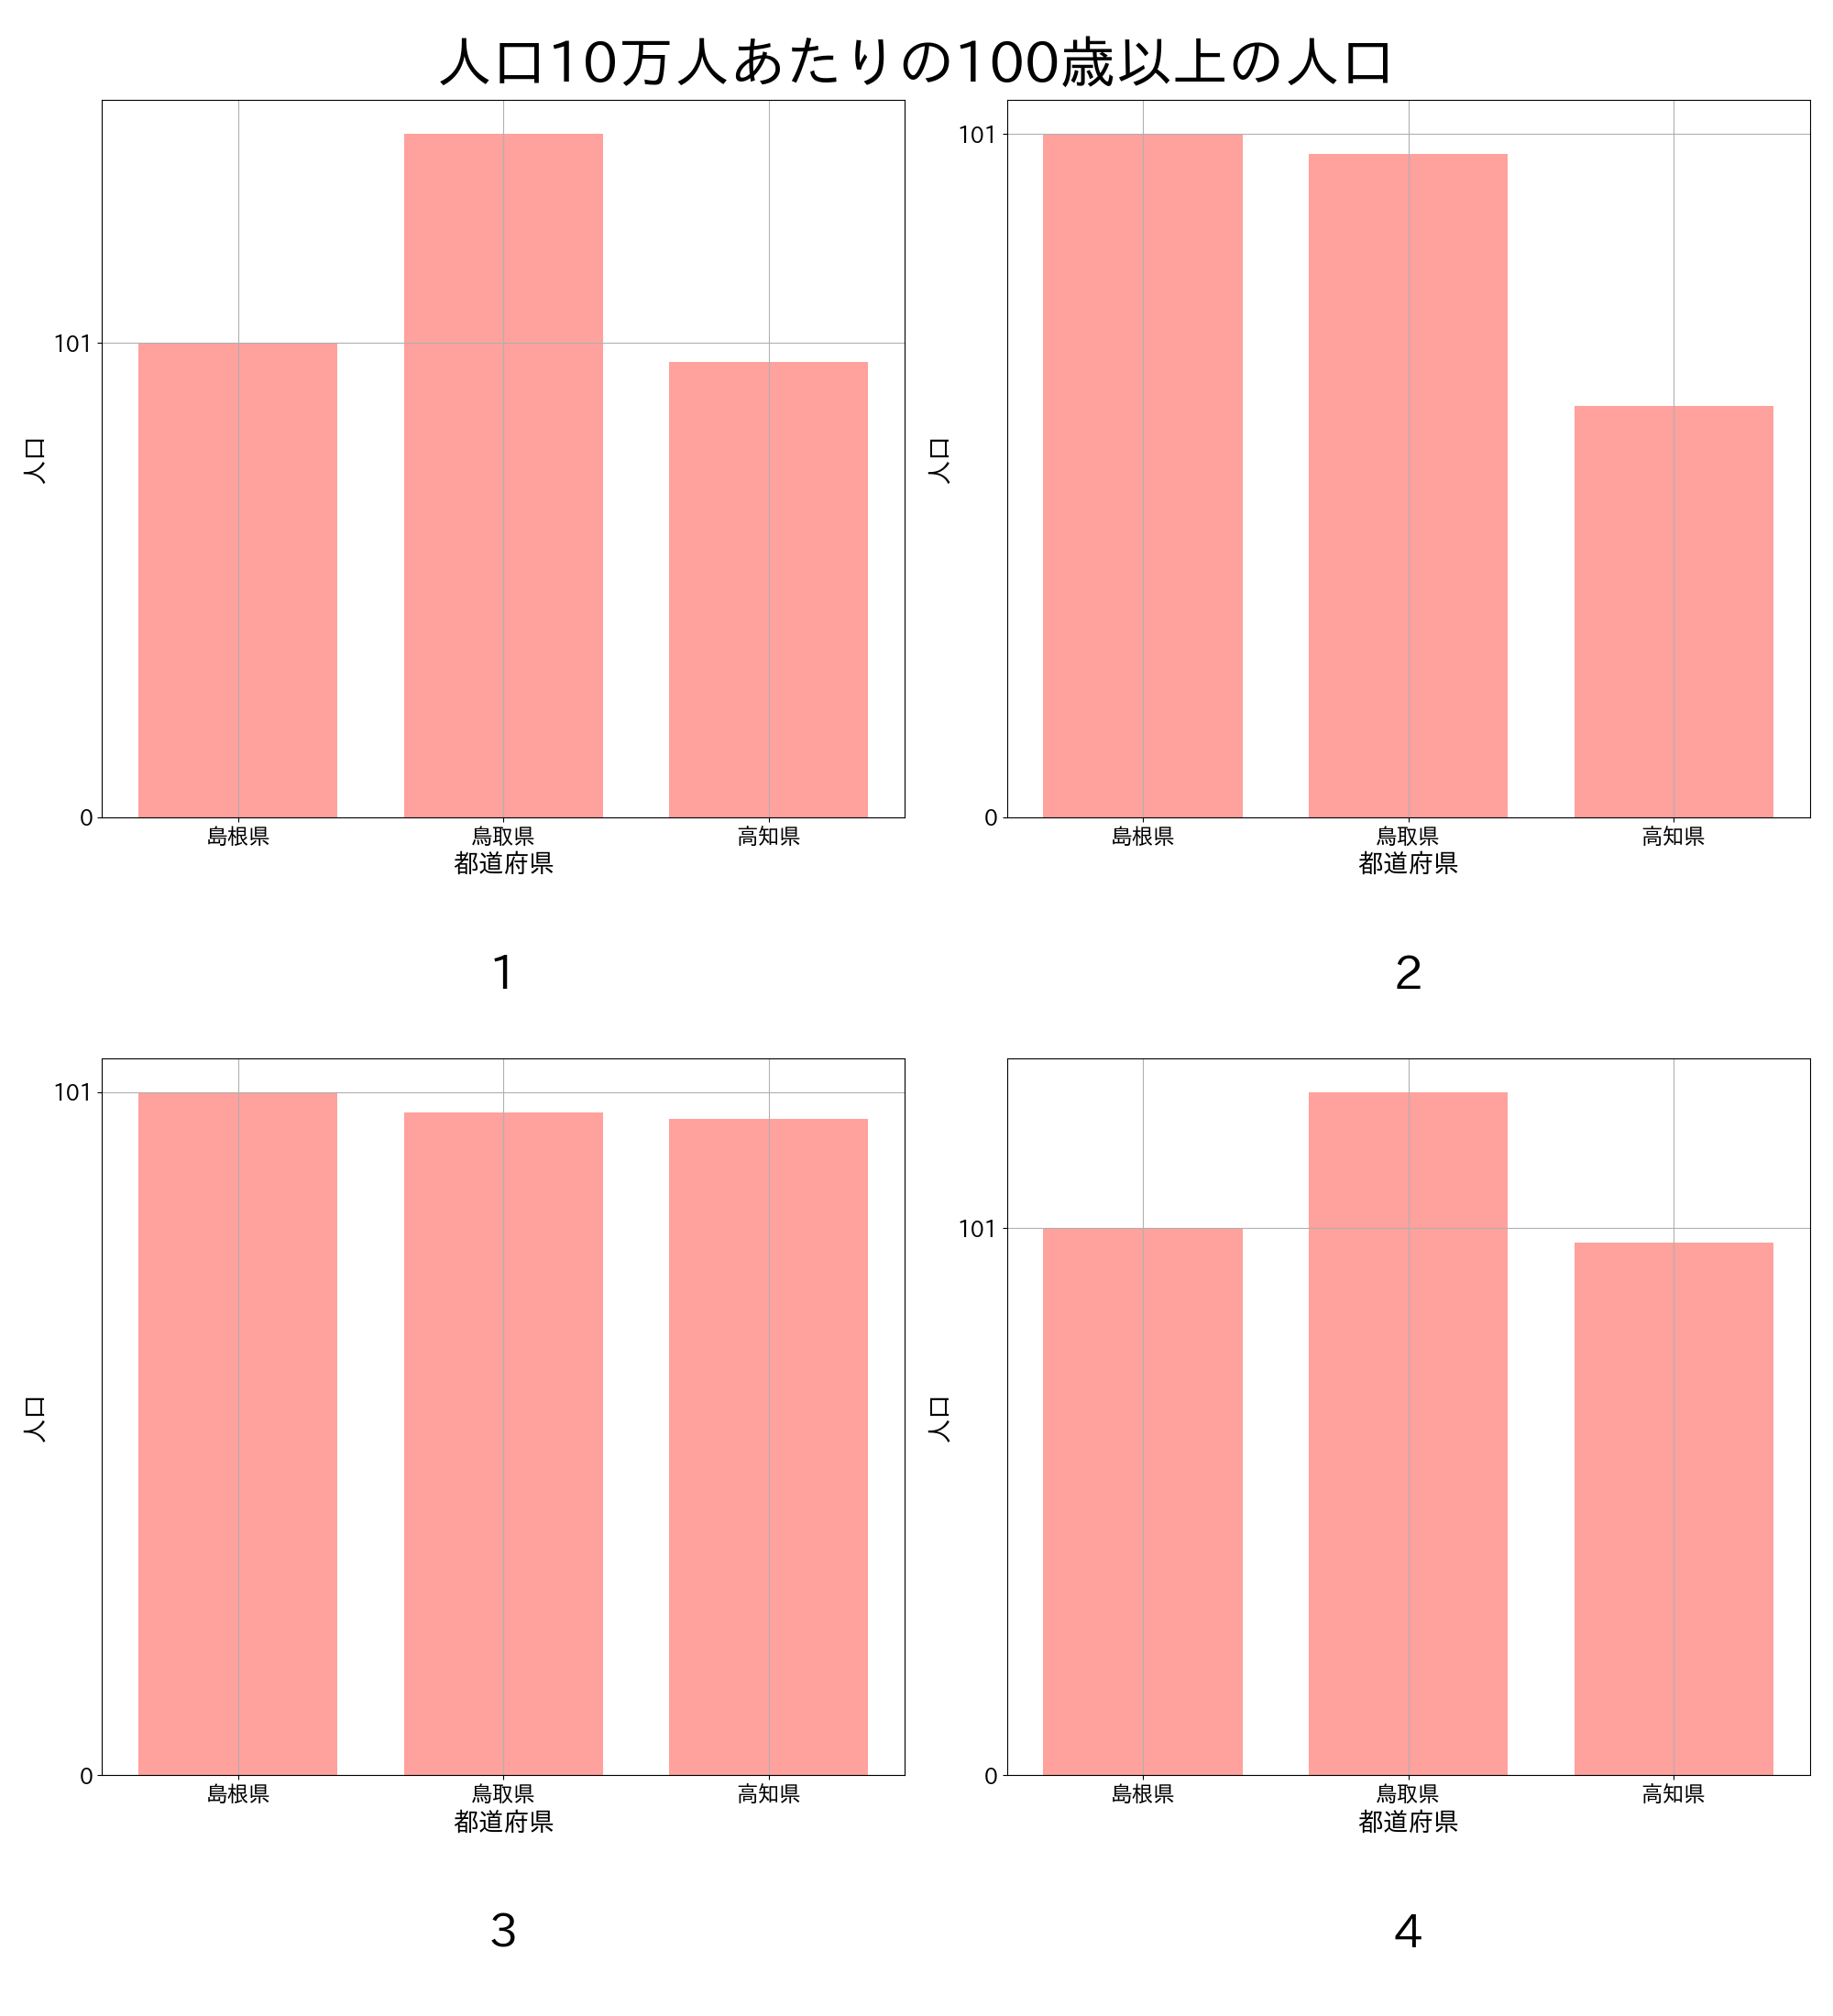 人口10万人あたりの100歳以上の人口
101
0
人口
島根県 鳥取県 高知県
都道府県
1
101
0
人口
島根県 鳥取県 高知県
都道府県
2
101
0
人口
島根県 鳥取県 高知県
都道府県
3
101
0
人口
島根県 鳥取県 高知県
都道府県
4